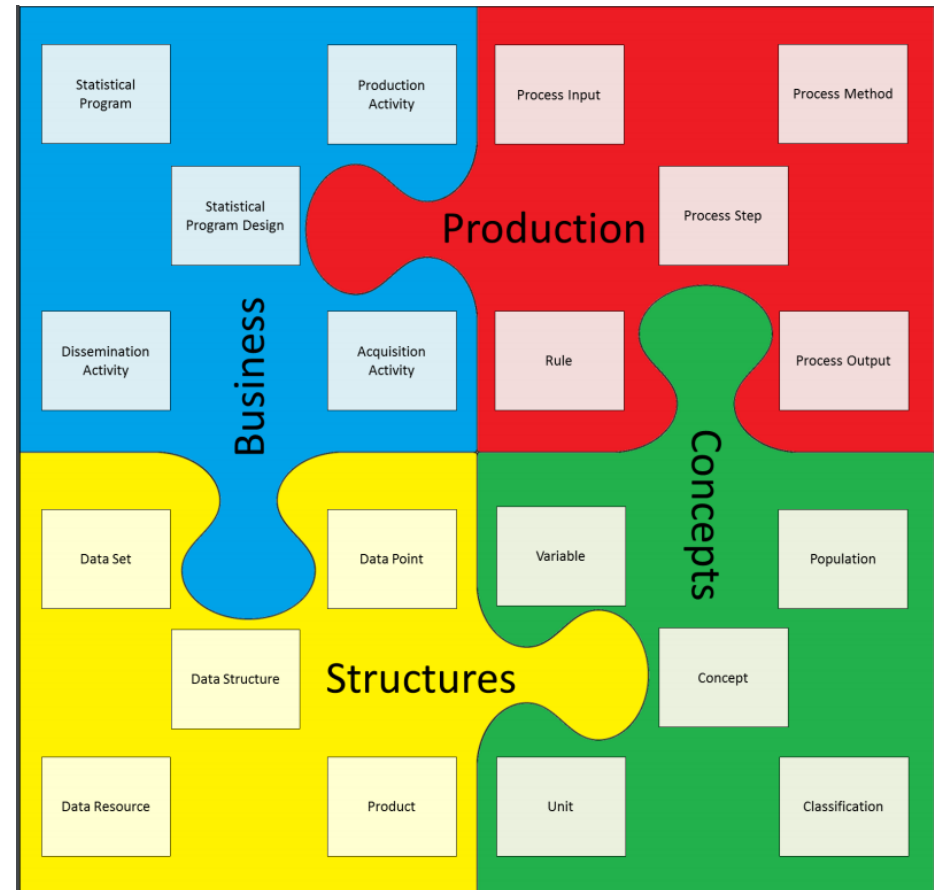 Statistical
Program
Production
Activity
Statistical
Program Design
Dissemination
Activity
Acquisition
Activity
Business
Process Input
Process Method
Production
Process Step
Rule
Process Output
Data Set
Data Point
Structures
Data Structure
Data Resource
Product
Concepts
Variable
Population
Concept
Unit
Classification